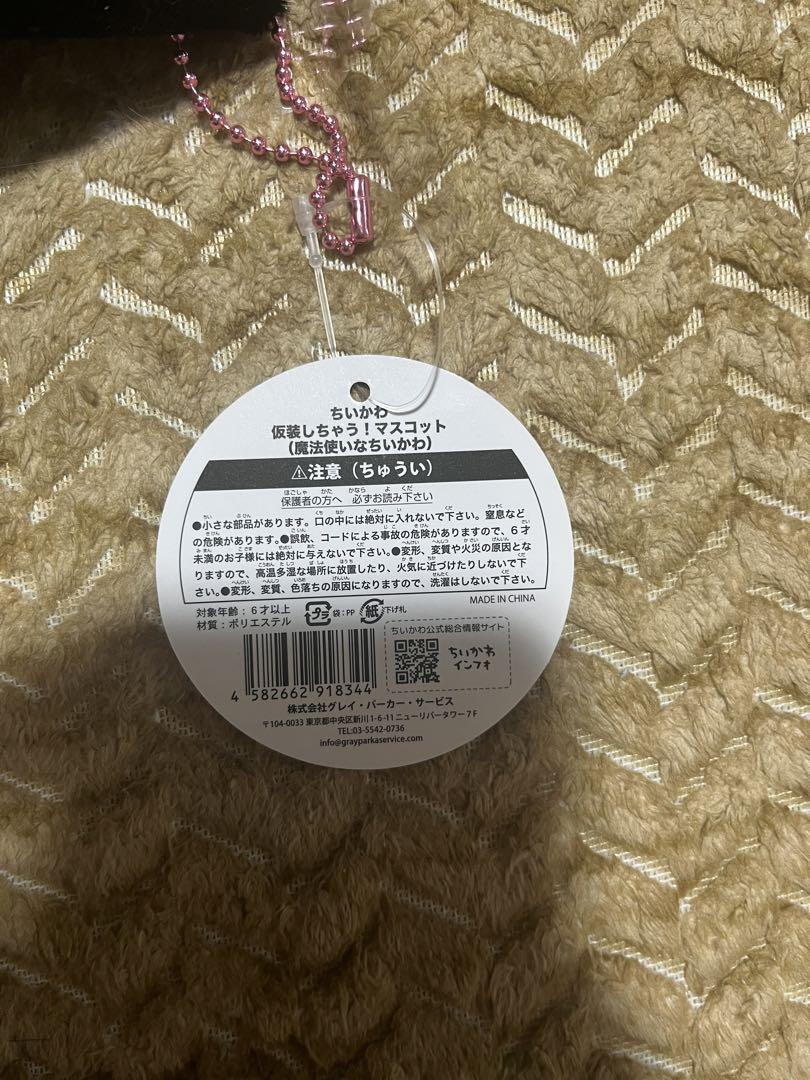 ちいかわ
仮装しちゃう！マスコット
(魔法使いなちいかわ)
⚠注意（ちゅうい）
保護者の方へ 必ずお読み下さい
●小さな部品があります。口の中には絶対に入れないで下さい。窒息など
の危険があります。●誤飲、コードによる事故の危険がありますので、6才
未満のお子様には絶対に与えないで下さい。●変形、変質や火災の原因とな
りますので、高温多湿な場所に放置したり、火気に近づけたりしないで下
さい。●変形、変質、色落ちの原因になりますので、洗濯はしないで下さい。
対象年齢：6才以上
材質：ポリエステル
プラ 袋：PP 紙 下げ札
MADE IN CHINA
ちいかわ公式総合情報サイト
ちいかわ
インフォ
4 582662 918344
株式会社グレイ・パーカー・サービス
〒104-0033 東京都中央区新川1-6-11 ニューリバータワー7F
TEL:03-5542-0736
info@grayparkaservice.com